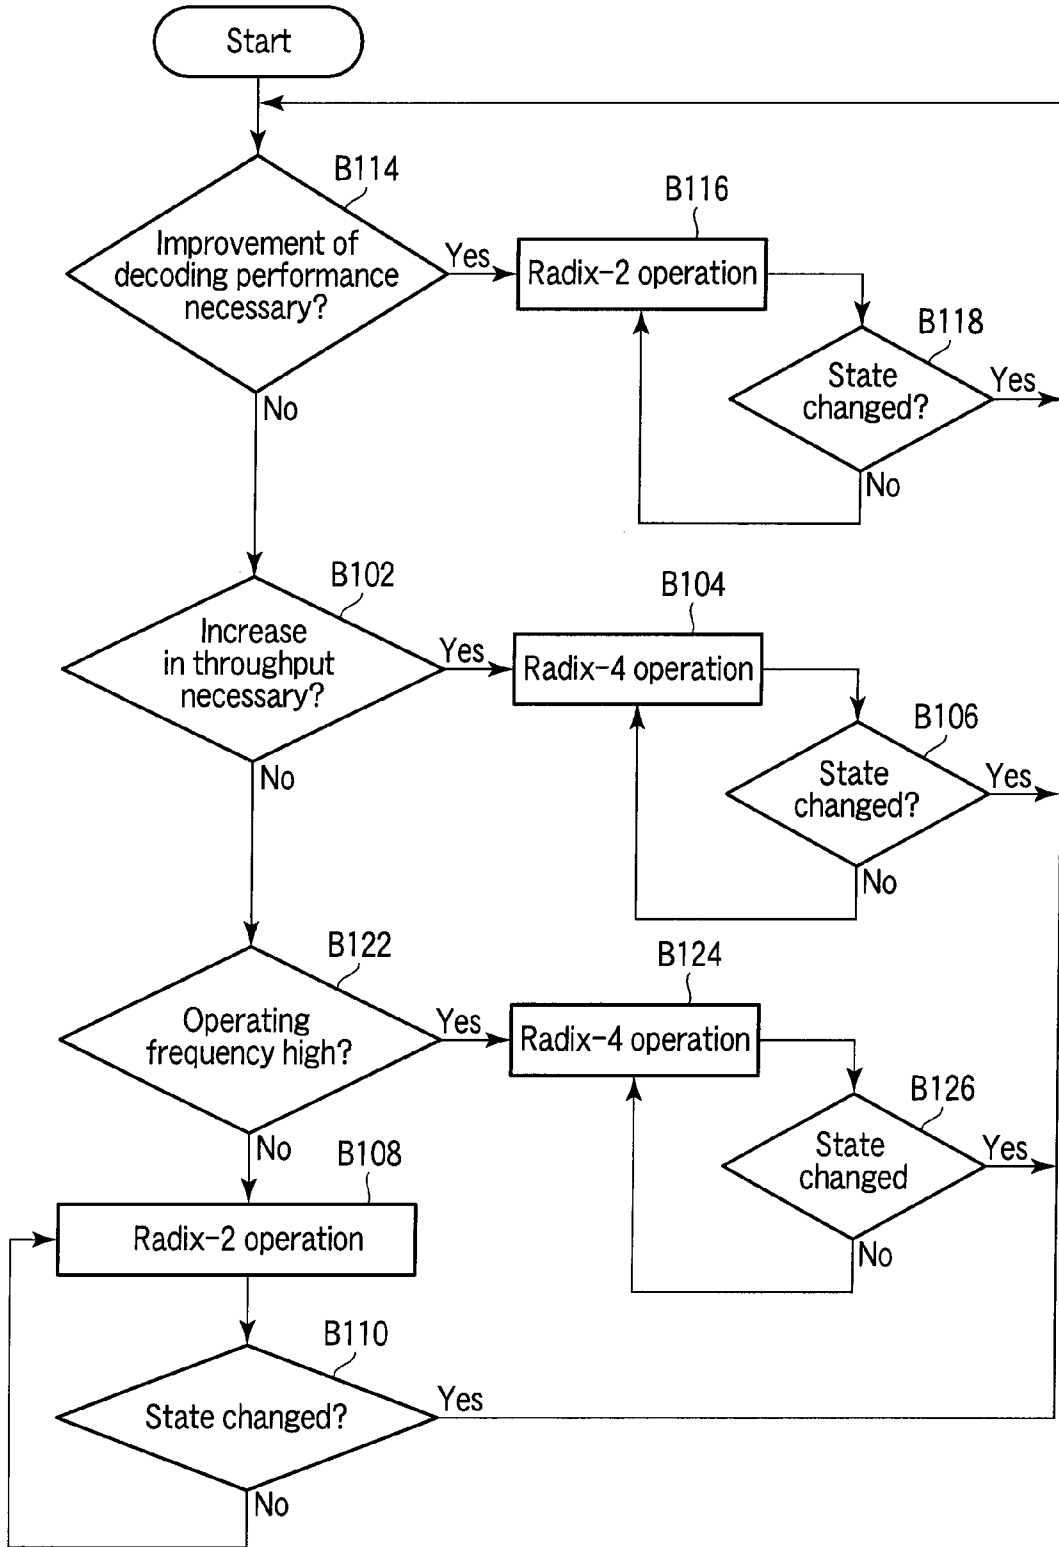 Start
B114
Improvement of
decoding performance
necessary?
Yes
No
B116
Radix-2 operation
B118
State
changed?
Yes
No
B102
Increase
in throughput
necessary?
Yes
No
B104
Radix-4 operation
B106
State
changed?
Yes
No
B122
Operating
frequency high?
Yes
No
B124
Radix-4 operation
B126
State
changed
Yes
No
B108
Radix-2 operation
B110
State changed?
Yes
No